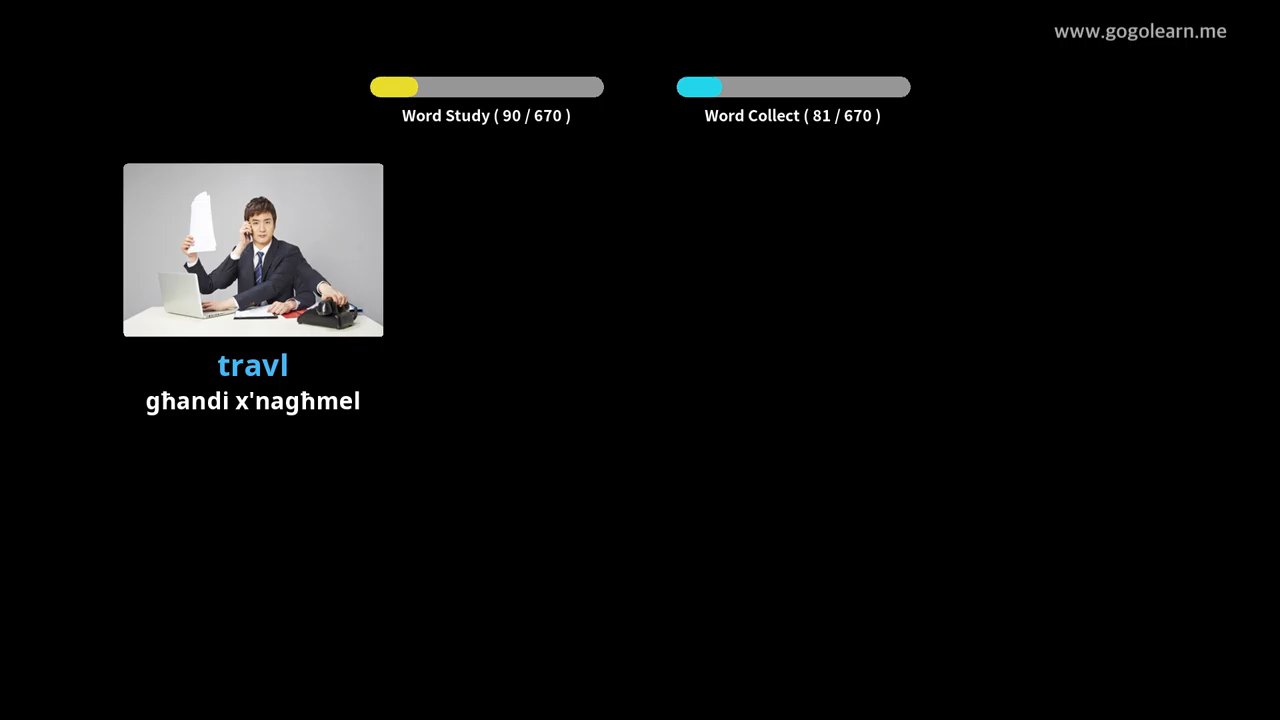 www.gogolearn.me
Word Study ( 90 / 670 )
Word Collect ( 81 / 670 )
travl
għandi x'nagħmel